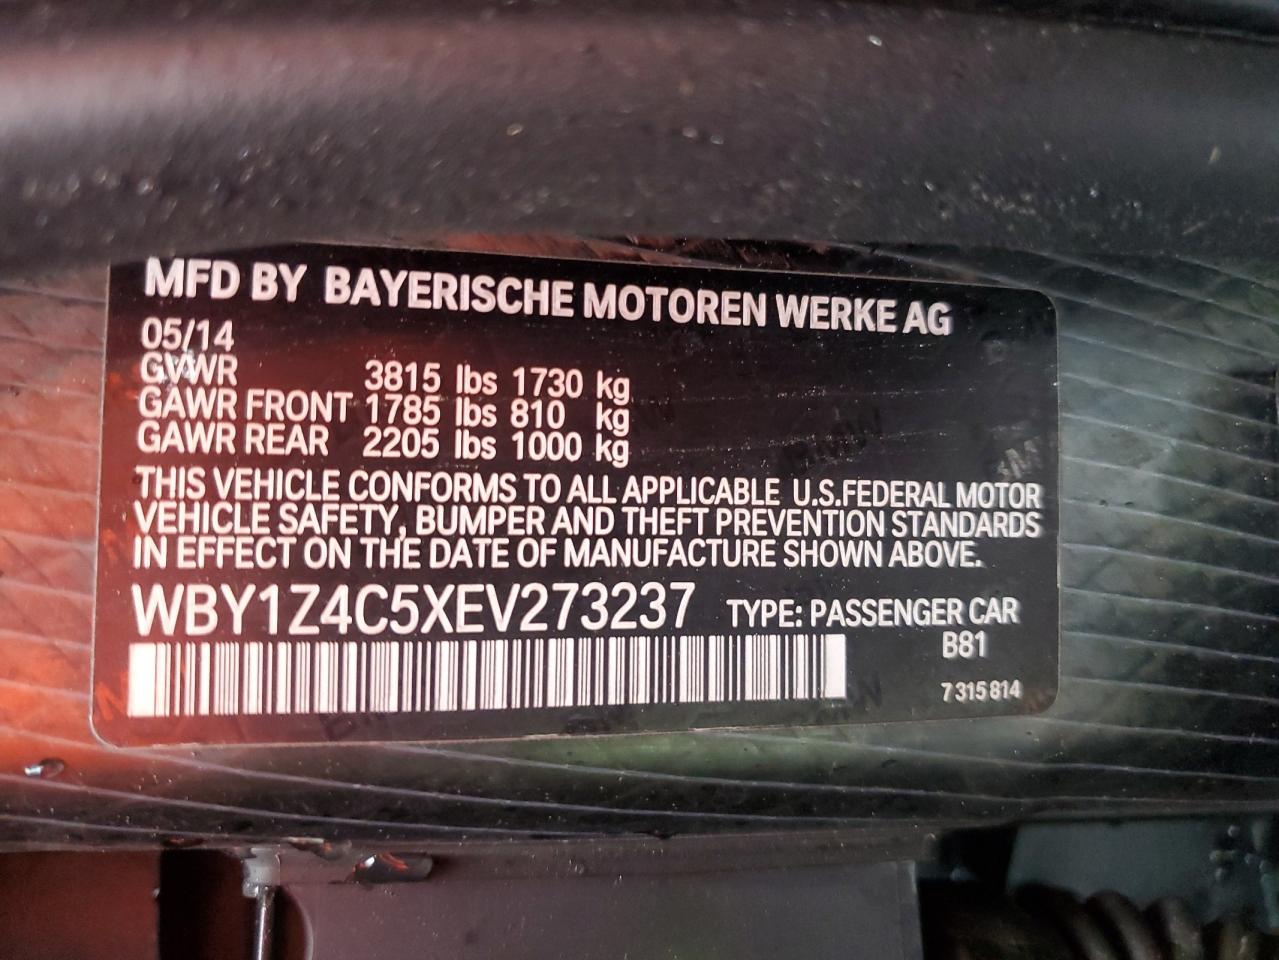 MFD BY BAYERISCHE MOTOREN WERKE AG
05/14
GVWR 3815 lbs 1730 kg
GAWR FRONT 1785 lbs 810 kg
GAWR REAR 2205 lbs 1000 kg
THIS VEHICLE CONFORMS TO ALL APPLICABLE U.S.FEDERAL MOTOR
VEHICLE SAFETY, BUMPER AND THEFT PREVENTION STANDARDS
IN EFFECT ON THE DATE OF MANUFACTURE SHOWN ABOVE.
WBY1Z4C5XEV273237 TYPE: PASSENGER CAR
B81
7 315 814